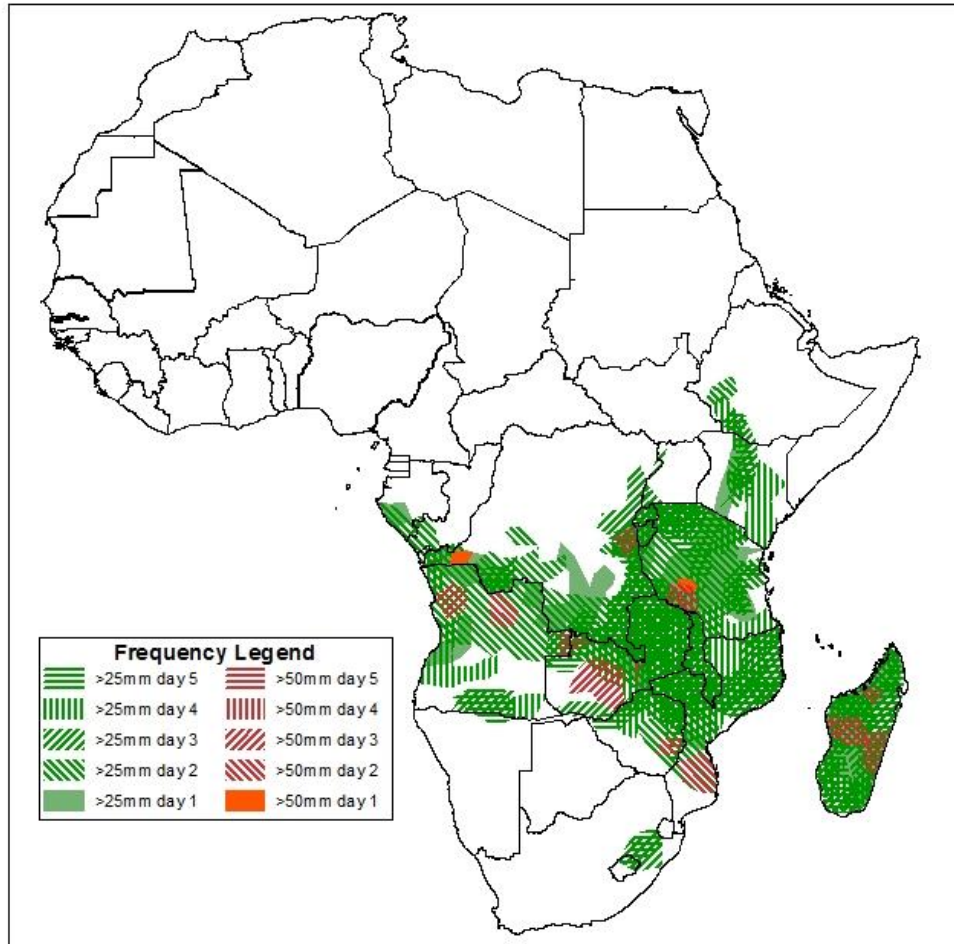 Frequency Legend
>25mm day 5 >50mm day 5
>25mm day 4 >50mm day 4
>25mm day 3 >50mm day 3
>25mm day 2 >50mm day 2
>25mm day 1 >50mm day 1